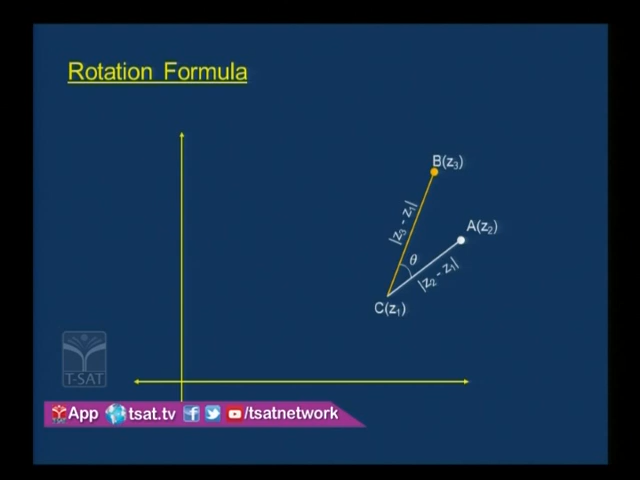 Rotation Formula
B(z₃)
|z₃ - z₁|
A(z₂)
θ
|z₂ - z₁|
C(z₁)
T-SAT
App tsat.tv /tsatnetwork